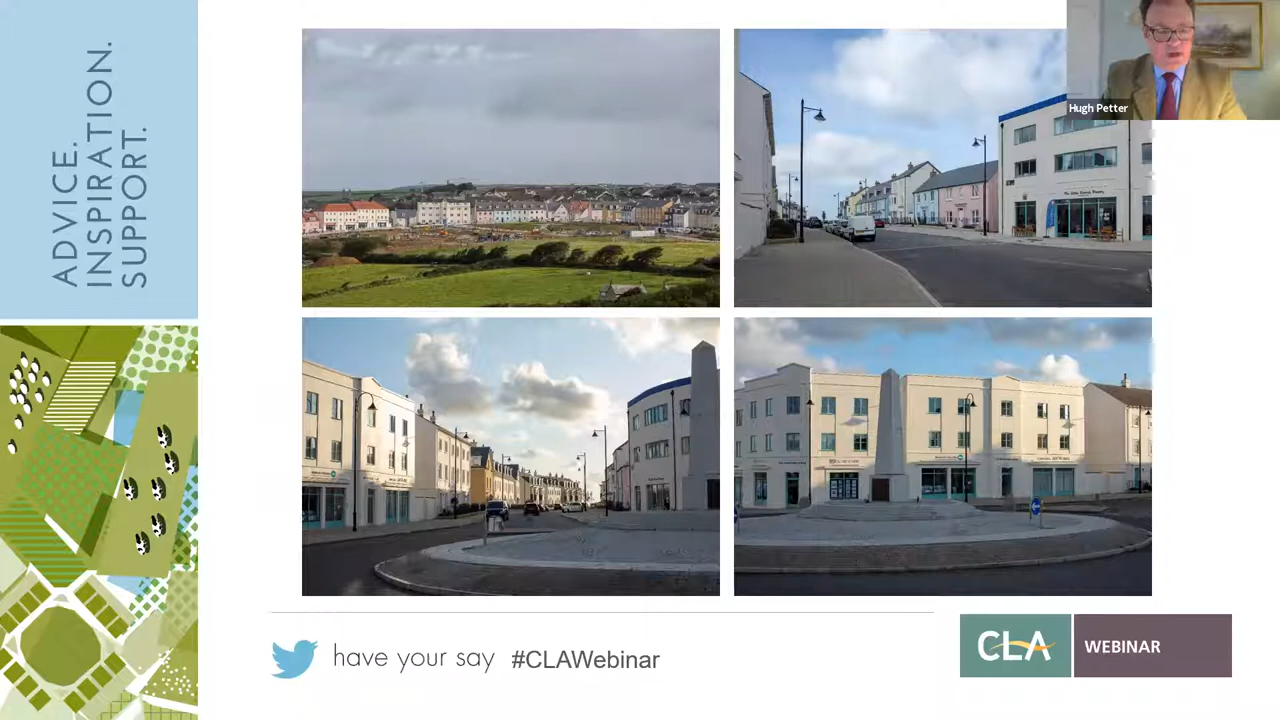 ADVICE.
INSPIRATION.
SUPPORT.
Hugh Petter
have your say #CLAWebinar
CLA WEBINAR